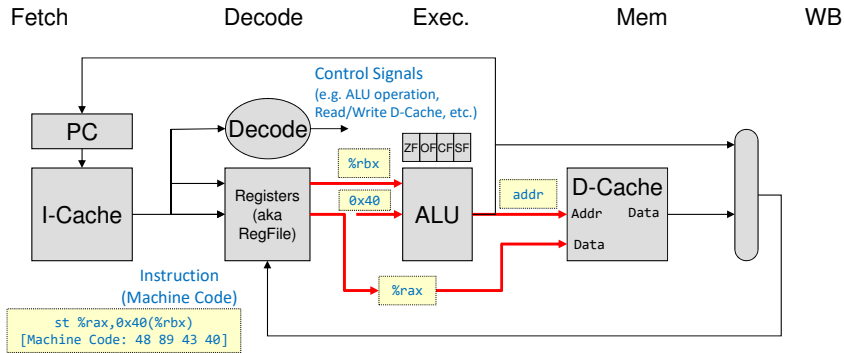 Fetch
Decode
Exec.
Mem
WB
Control Signals
(e.g. ALU operation,
Read/Write D-Cache, etc.)
PC
Decode
ZF OF CF SF
%rbx
I-Cache
Registers
(aka
RegFile)
0x40
ALU
addr
D-Cache
Addr Data
Data
Instruction
(Machine Code)
%rax
st %rax,0x40(%rbx)
[Machine Code: 48 89 43 40]